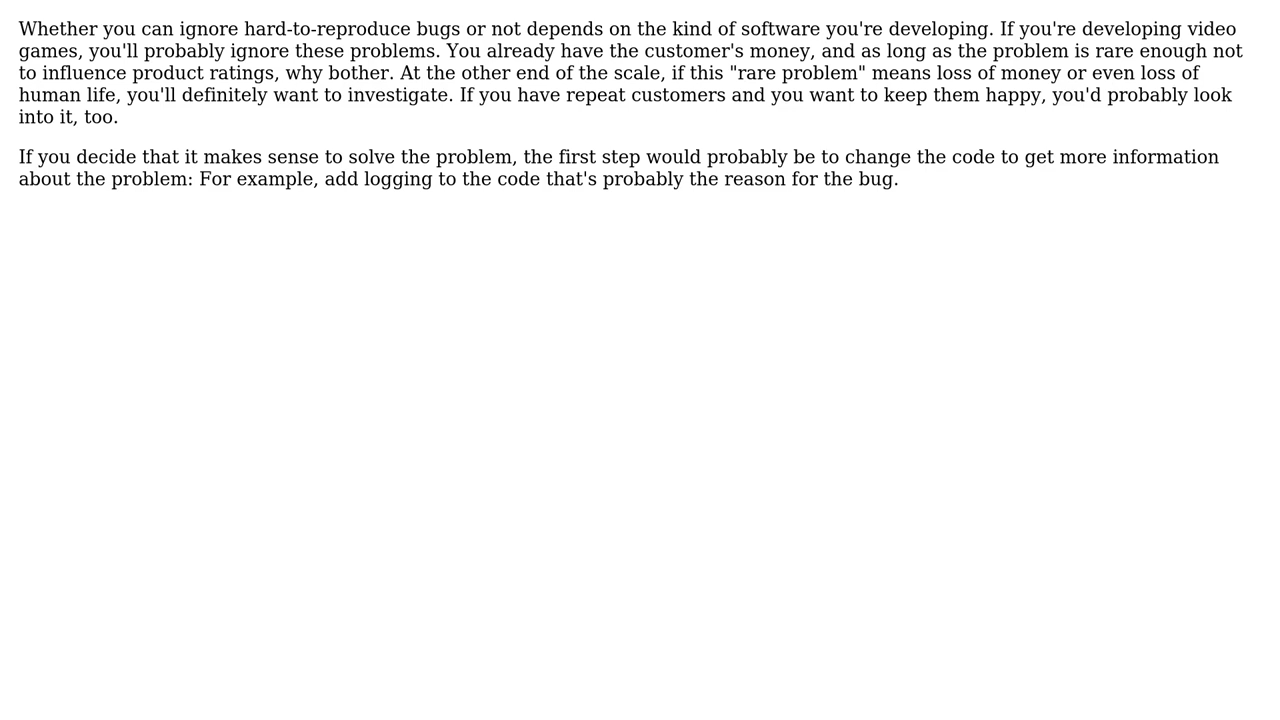 Whether you can ignore hard-to-reproduce bugs or not depends on the kind of software you're developing. If you're developing video
games, you'll probably ignore these problems. You already have the customer's money, and as long as the problem is rare enough not
to influence product ratings, why bother. At the other end of the scale, if this "rare problem" means loss of money or even loss of
human life, you'll definitely want to investigate. If you have repeat customers and you want to keep them happy, you'd probably look
into it, too.
If you decide that it makes sense to solve the problem, the first step would probably be to change the code to get more information
about the problem: For example, add logging to the code that's probably the reason for the bug.